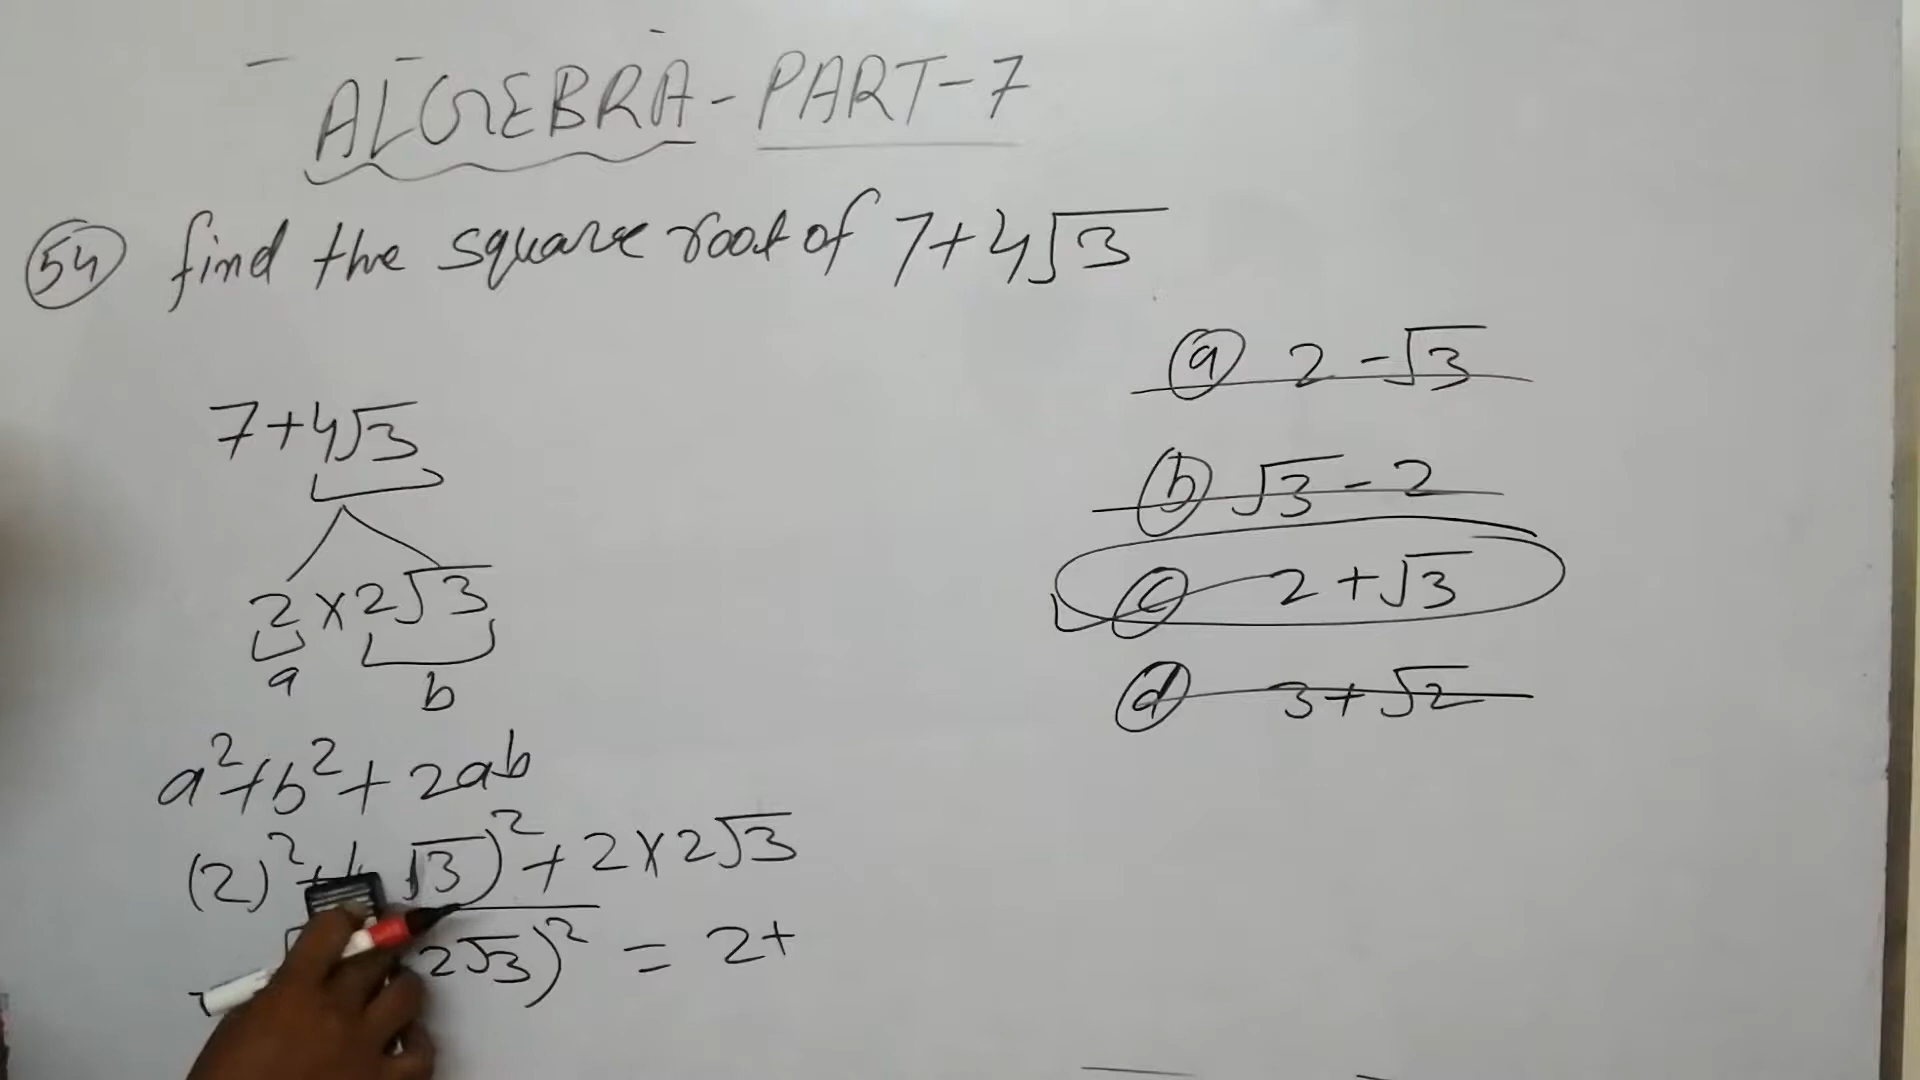 ALGEBRA - PART - 7
54 find the square root of 7+4√3
7+4√3
2×2√3
a b
a²+b²+2ab
(2)²+ √3)²+2×2√3
2√3)² = 2+
a 2-√3
b √3-2
c 2+√3
d 3+√2